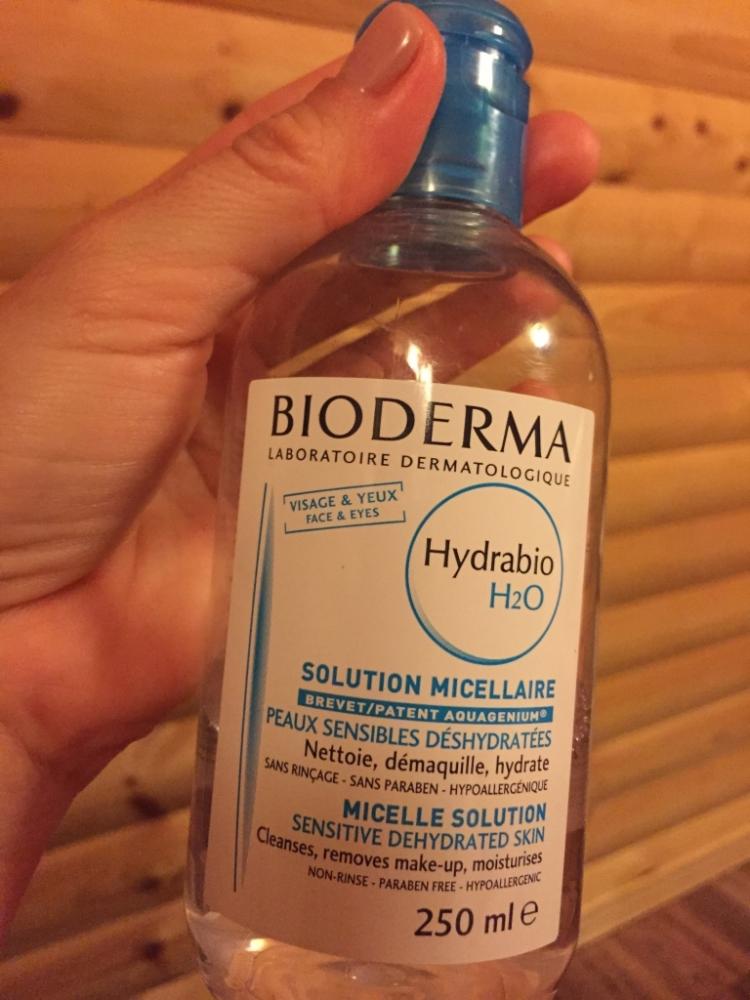 BIODERMA
LABORATOIRE DERMATOLOGIQUE
VISAGE & YEUX
FACE & EYES
Hydrabio
H2O
SOLUTION MICELLAIRE
BREVET/PATENT AQUAGENIUM®
PEAUX SENSIBLES DÉSHYDRATÉES
Nettoie, démaquille, hydrate
SANS RINÇAGE - SANS PARABEN - HYPOALLERGÉNIQUE
MICELLE SOLUTION
SENSITIVE DEHYDRATED SKIN
Cleanses, removes make-up, moisturises
NON-RINSE - PARABEN FREE - HYPOALLERGENIC
250 ml e